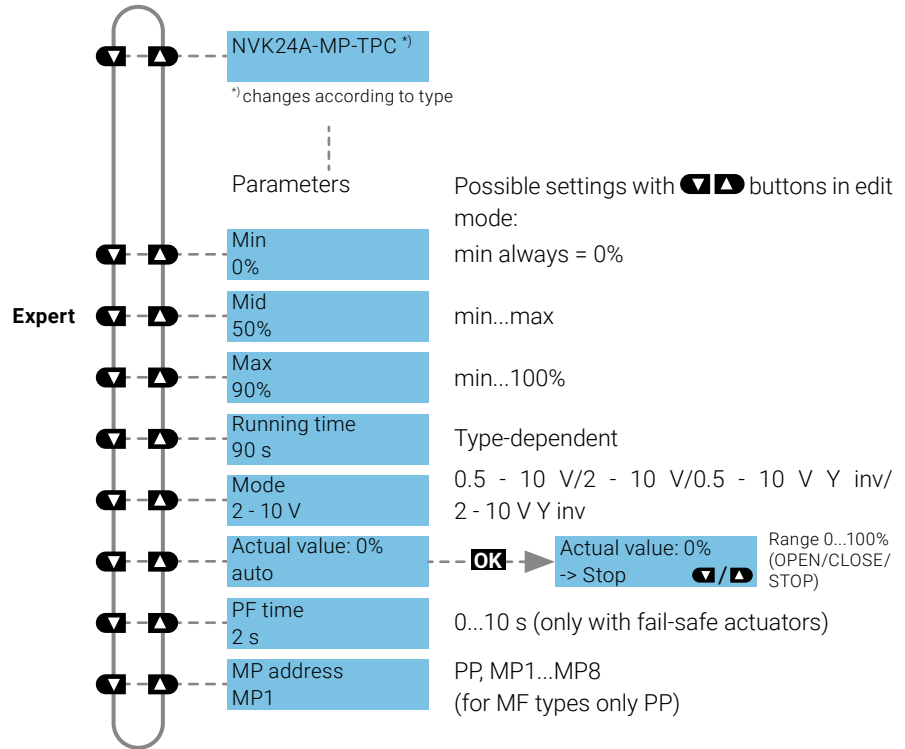 NVK24A-MP-TPC *)
*) changes according to type
Parameters
Possible settings with ▼▲ buttons in edit
mode:
Min
0%
min always = 0%
Expert
Mid
50%
min...max
Max
90%
min...100%
Running time
90 s
Type-dependent
Mode
2 - 10 V
0.5 - 10 V/2 - 10 V/0.5 - 10 V Y inv/
2 - 10 V Y inv
Actual value: 0%
auto
OK
Actual value: 0%
-> Stop ▼/▲
Range 0...100%
(OPEN/CLOSE/
STOP)
PF time
2 s
0...10 s (only with fail-safe actuators)
MP address
MP1
PP, MP1...MP8
(for MF types only PP)